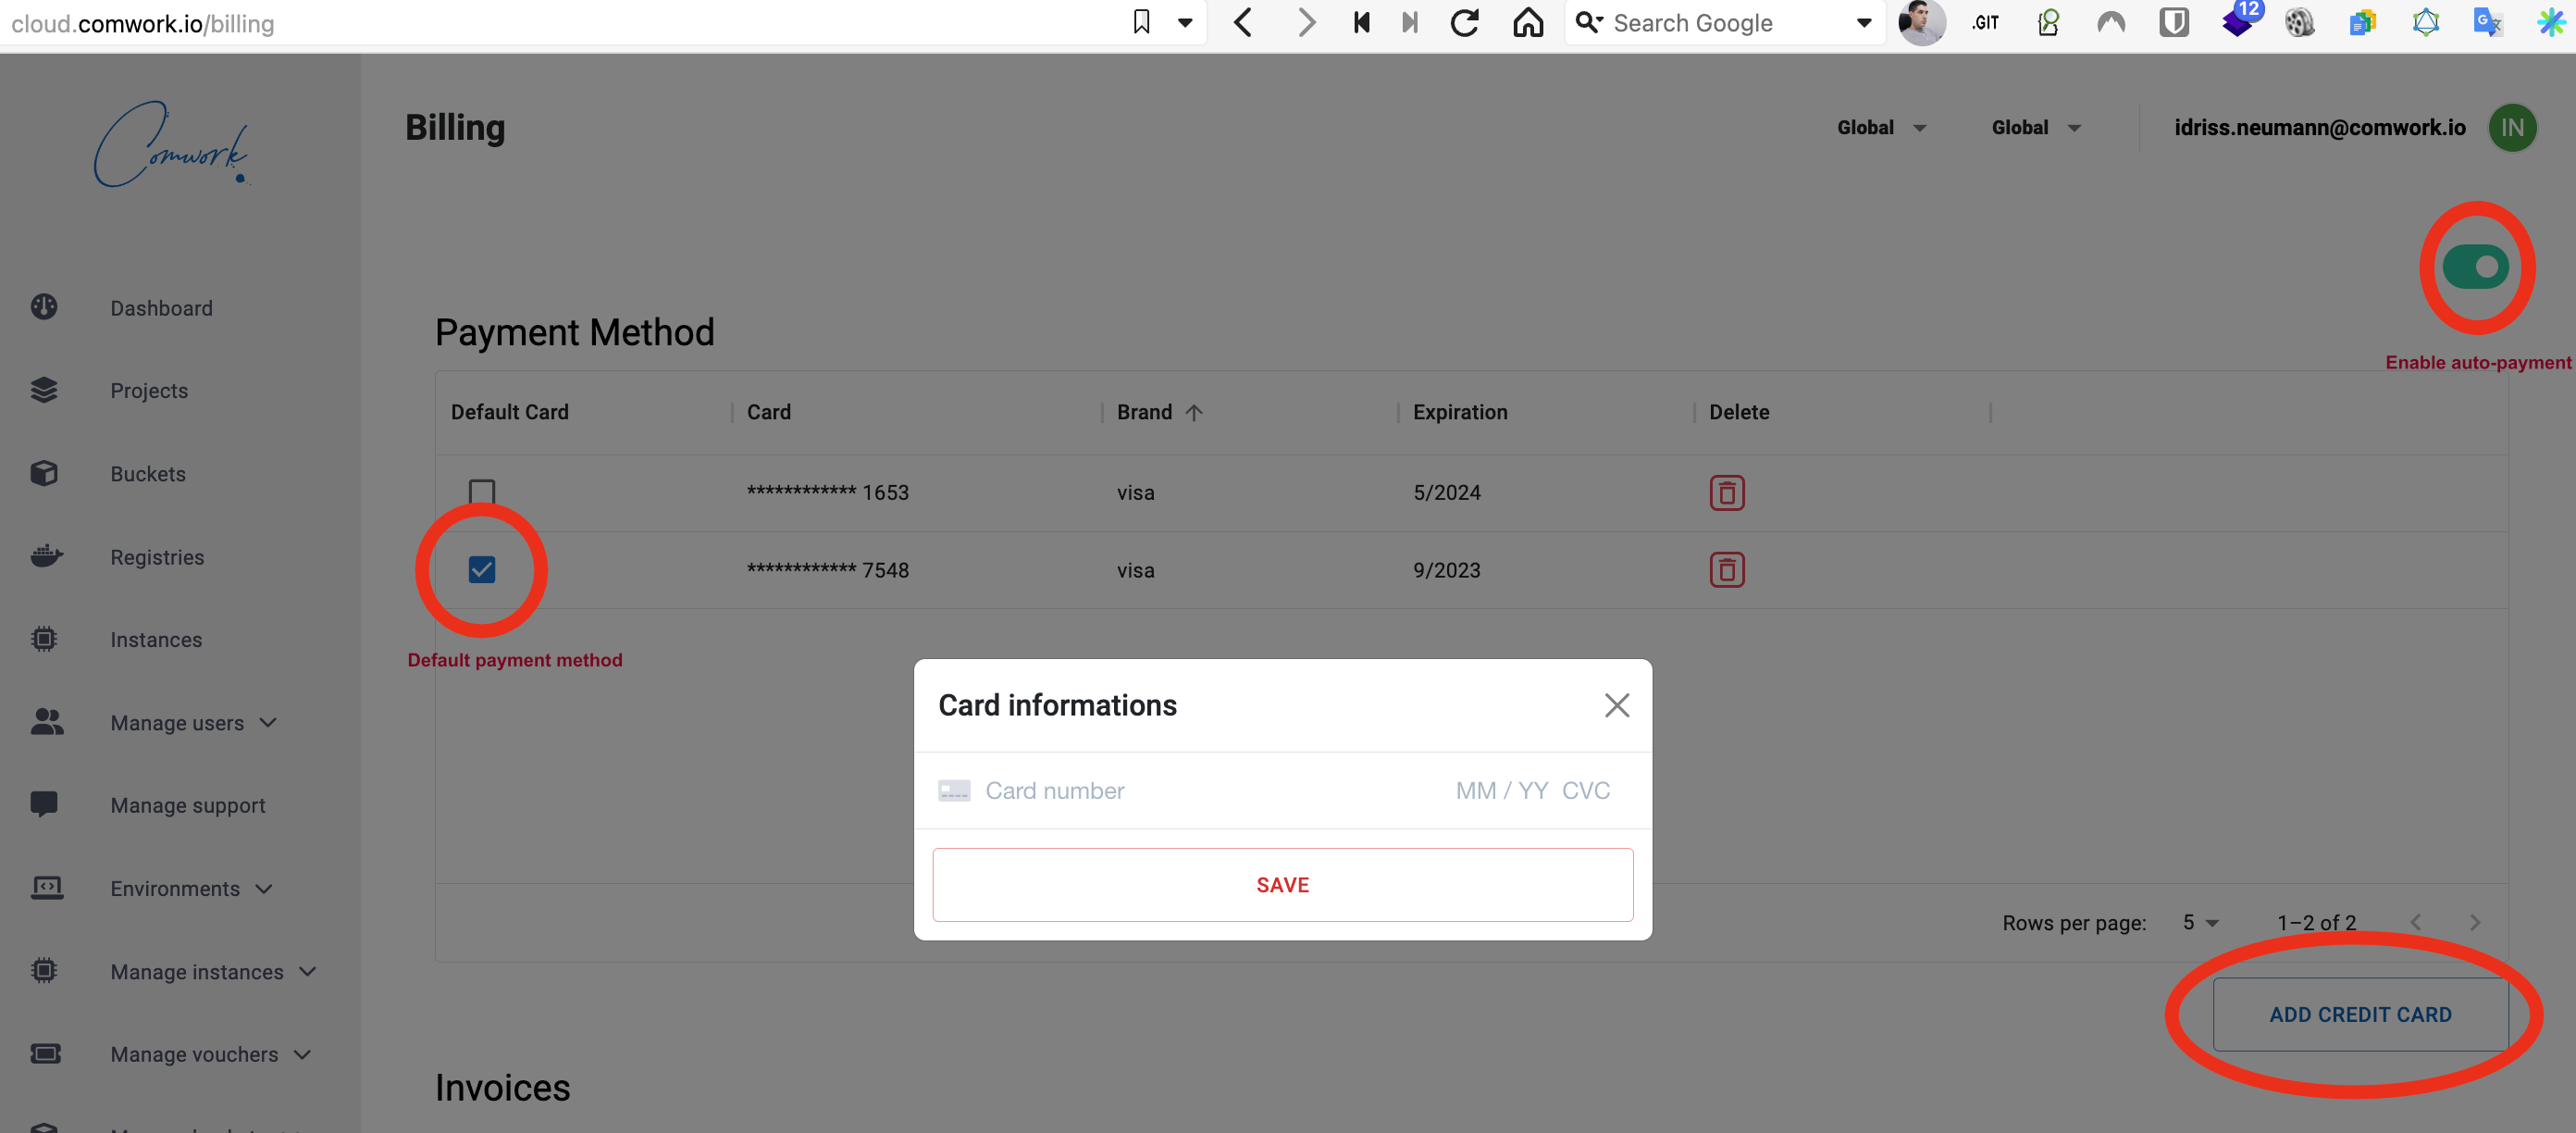 cloud.comwork.io/billing
Search Google
.GIT
12
Comwork
Billing
Global
Global
idriss.neumann@comwork.io
IN
Dashboard
Projects
Buckets
Registries
Instances
Manage users
Manage support
Environments
Manage instances
Manage vouchers
Enable auto-payment
Payment Method
Default Card
Card
Brand
Expiration
Delete
************ 1653
visa
5/2024
************ 7548
visa
9/2023
Default payment method
Card informations
Card number
MM / YY CVC
SAVE
Rows per page:
5
1–2 of 2
ADD CREDIT CARD
Invoices